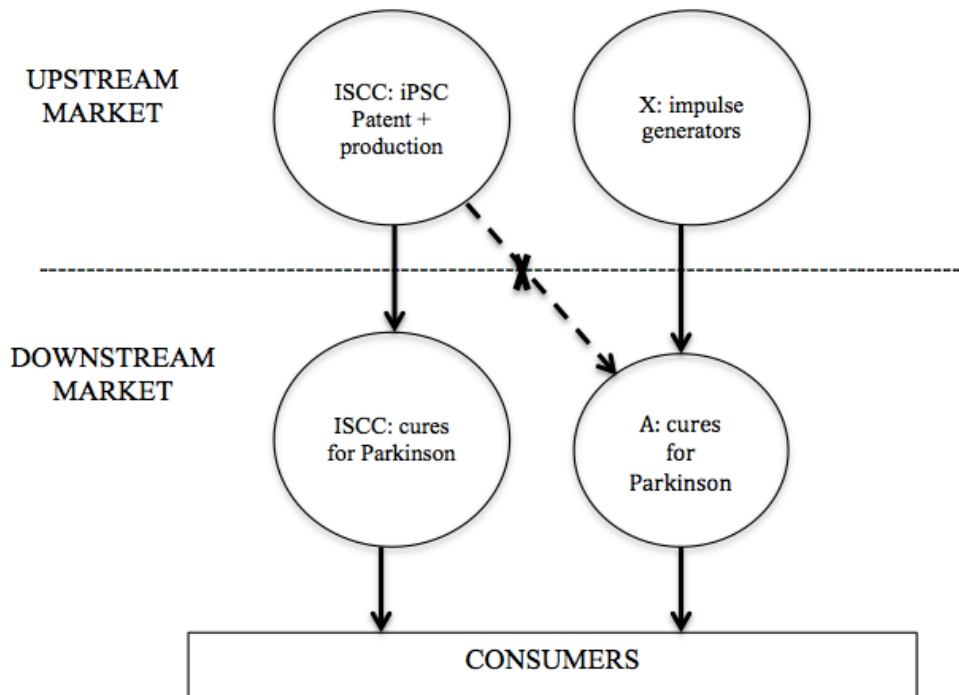 UPSTREAM
MARKET
ISCC: iPSC
Patent +
production
X: impulse
generators
DOWNSTREAM
MARKET
ISCC: cures
for Parkinson
A: cures
for
Parkinson
CONSUMERS